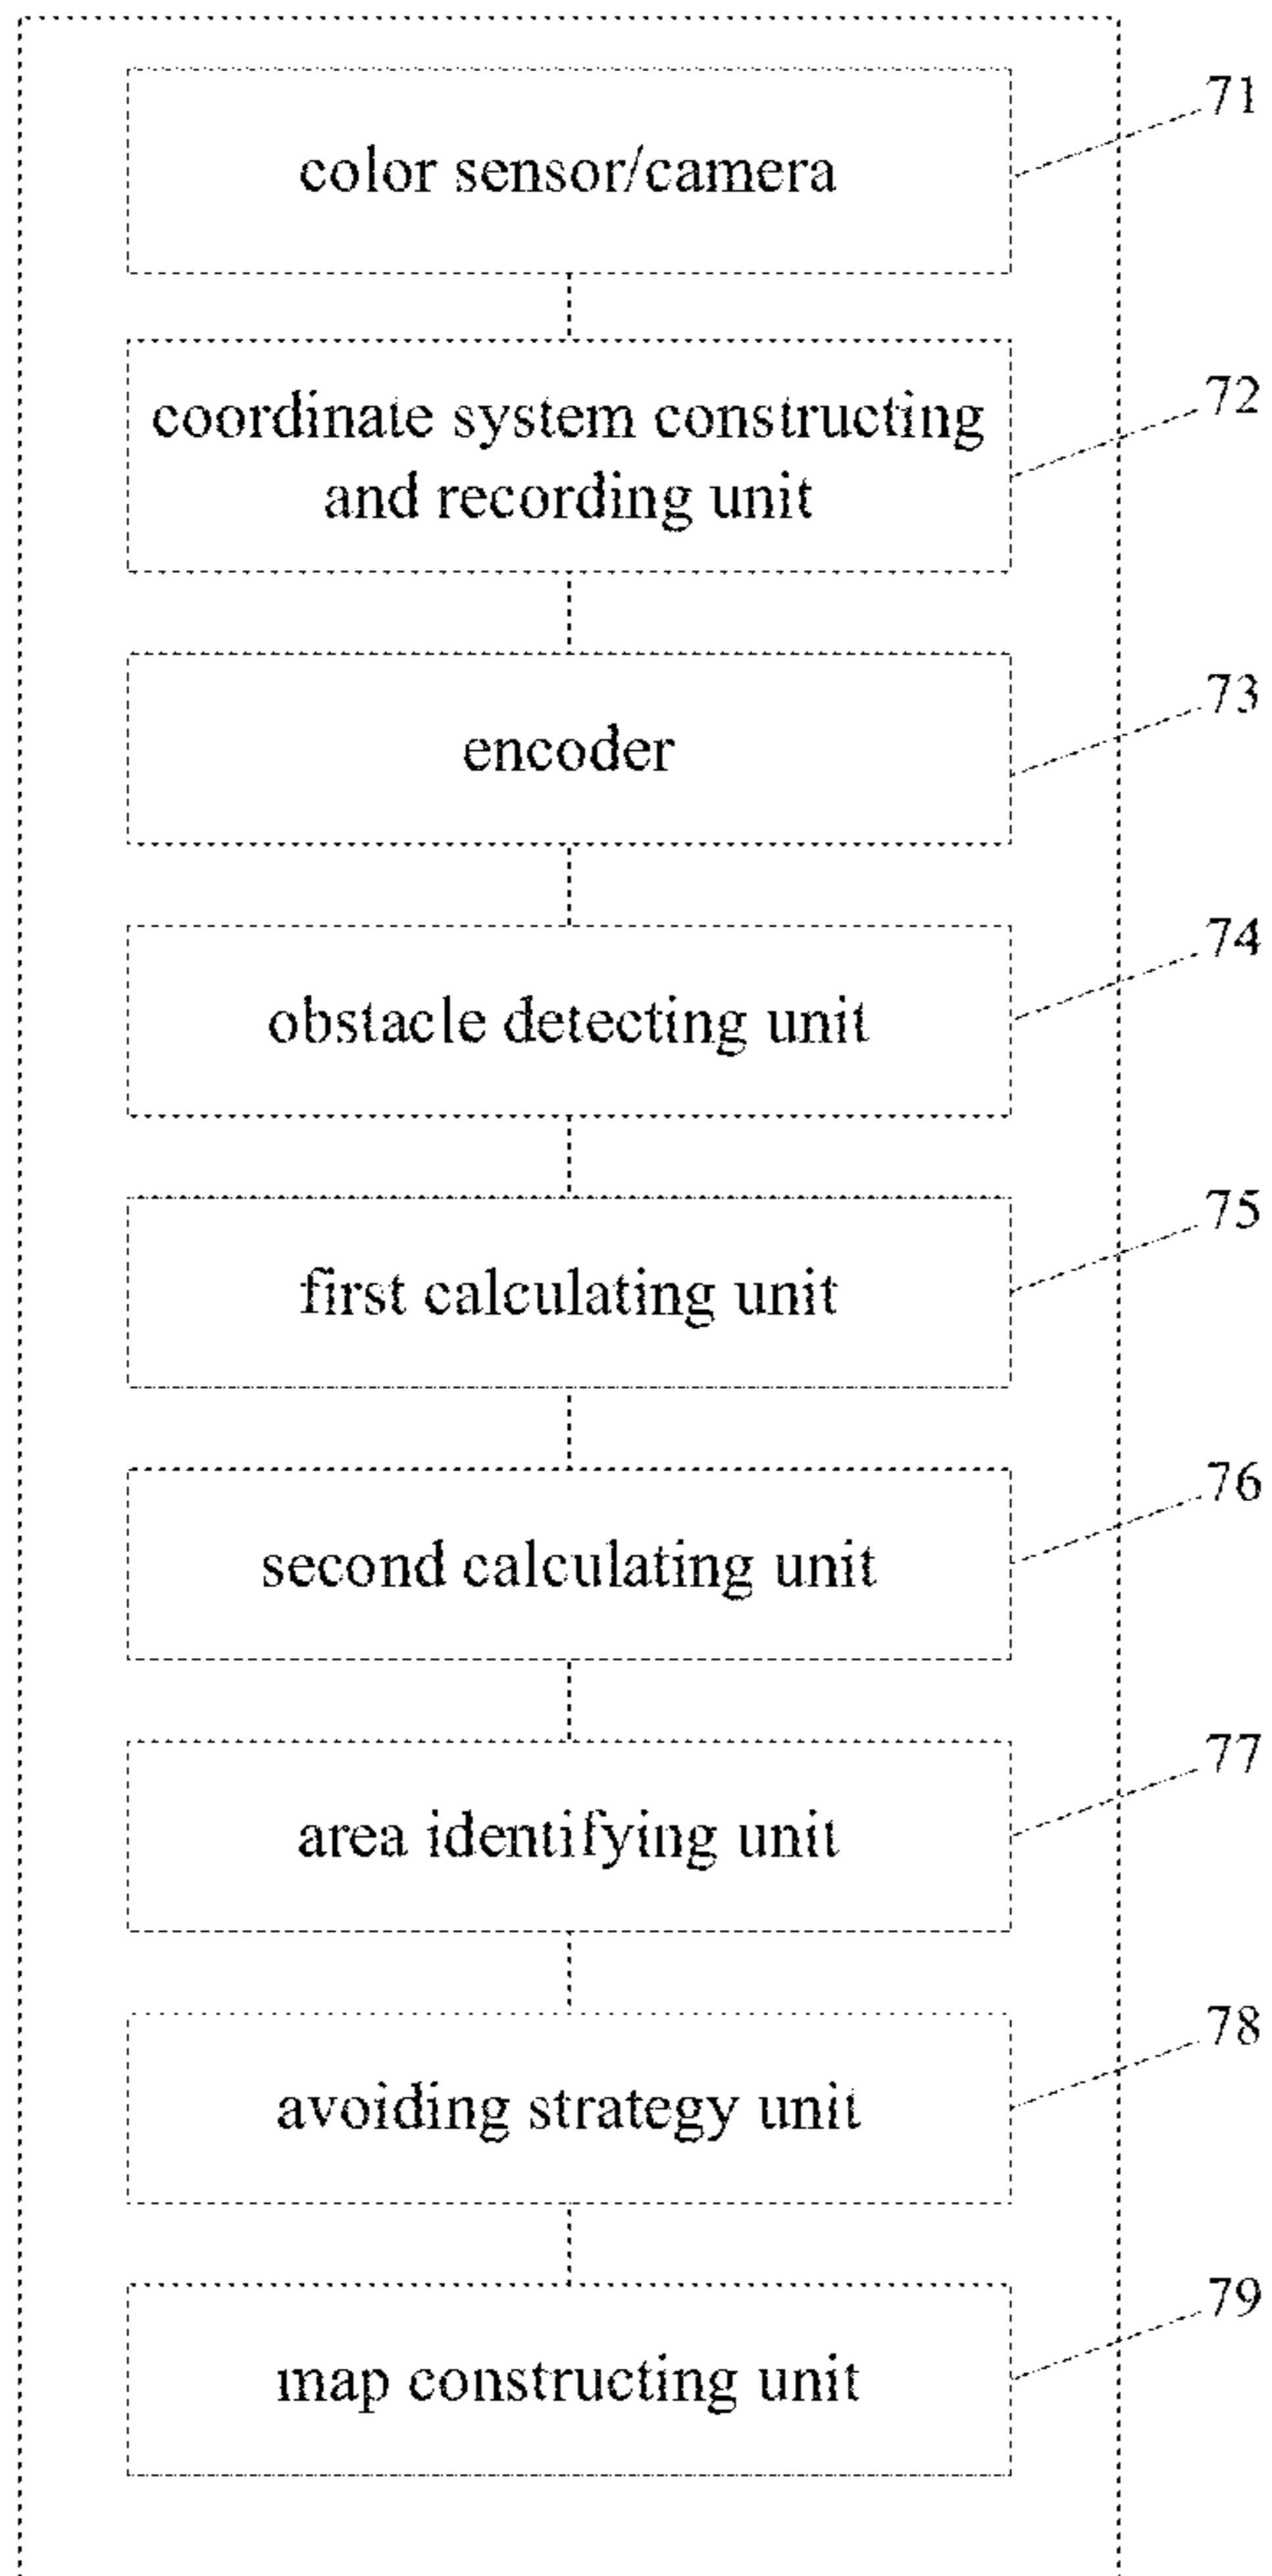 color sensor/camera
71
coordinate system constructing
and recording unit
72
encoder
73
obstacle detecting unit
74
first calculating unit
75
second calculating unit
76
area identifying unit
77
avoiding strategy unit
78
map constructing unit
79